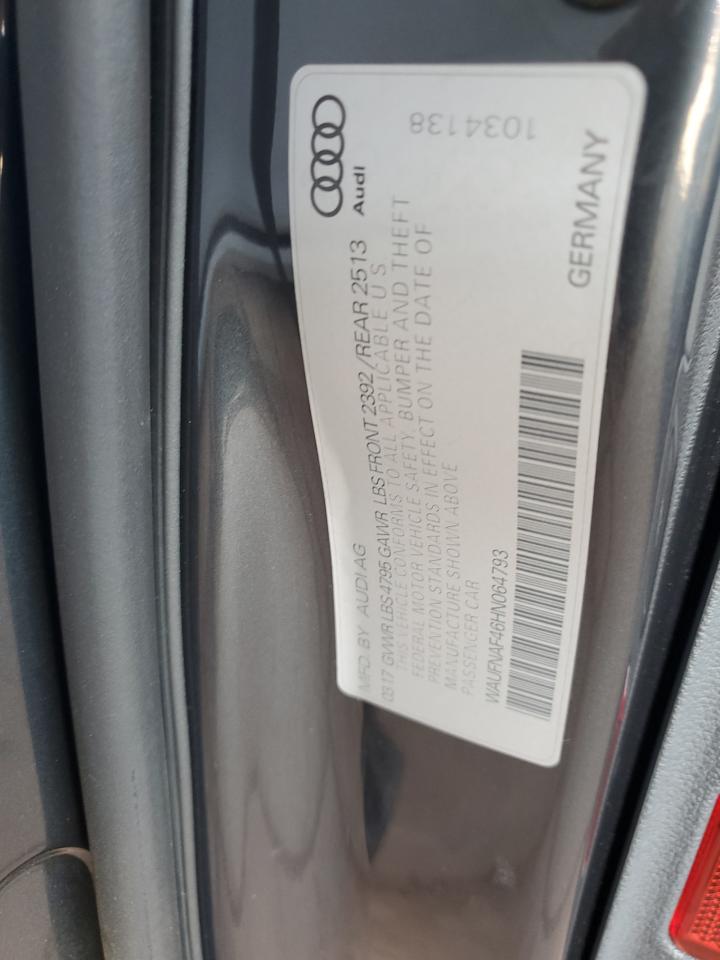 Audi
MFD. BY AUDI AG
03.17 GVWR LBS 4795 GAWR LBS FRONT 2392 / REAR 2513
THIS VEHICLE CONFORMS TO ALL APPLICABLE U S
FEDERAL MOTOR VEHICLE SAFETY, BUMPER AND THEFT
PREVENTION STANDARDS IN EFFECT ON THE DATE OF
MANUFACTURE SHOWN ABOVE
PASSENGER CAR
WAUFNAF46HN064793
GERMANY
1034138